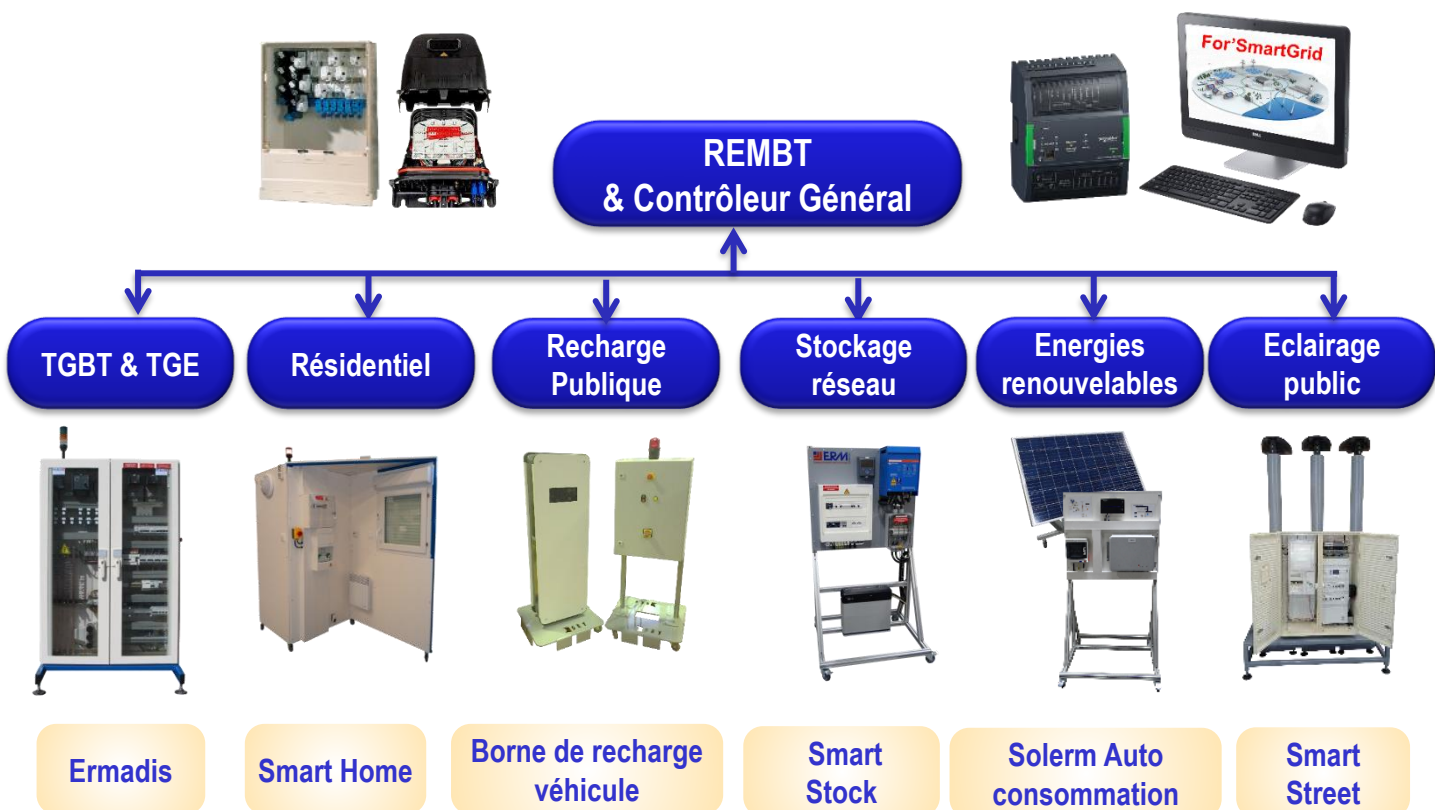 For'SmartGrid
DELL
REMBT
& Contrôleur Général
TGBT & TGE
Résidentiel
Recharge
Publique
Stockage
réseau
Energies
renouvelables
Eclairage
public
ERM
Ermadis
Smart Home
Borne de recharge
véhicule
Smart
Stock
Solerm Auto
consommation
Smart
Street